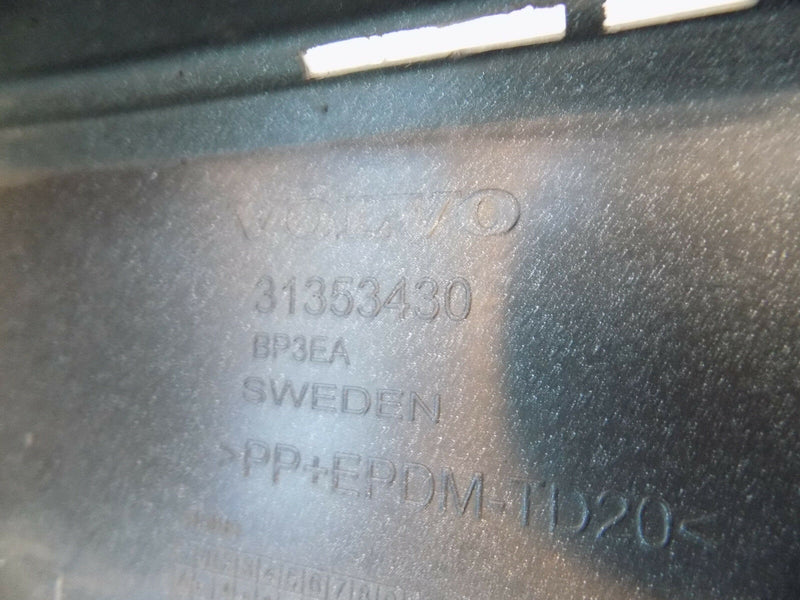 VOLVO
31353430
BP3EA
SWEDEN
>PP+EPDM-TD20<